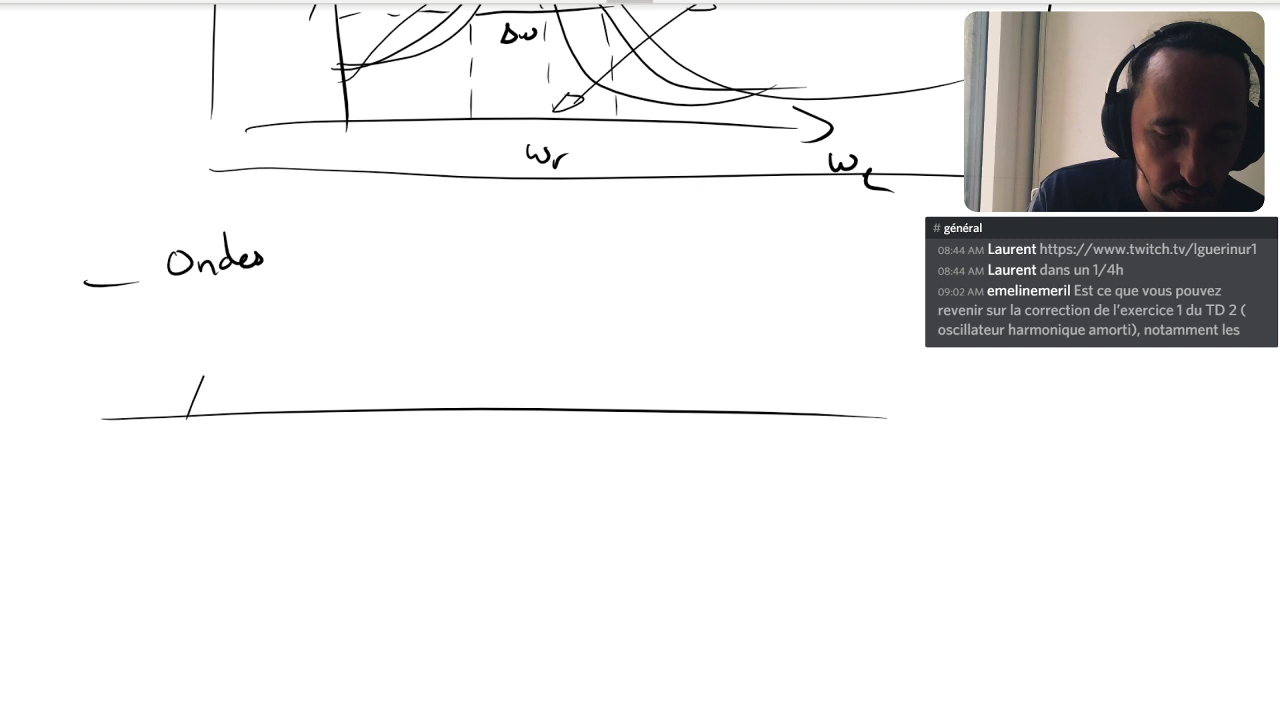 Δω
ωr
ωe
Ondes
# général
08:44 AM Laurent https://www.twitch.tv/lguerinur1
08:44 AM Laurent dans un 1/4h
09:02 AM emelinemeril Est ce que vous pouvez
revenir sur la correction de l'exercice 1 du TD 2 (
oscillateur harmonique amorti), notamment les